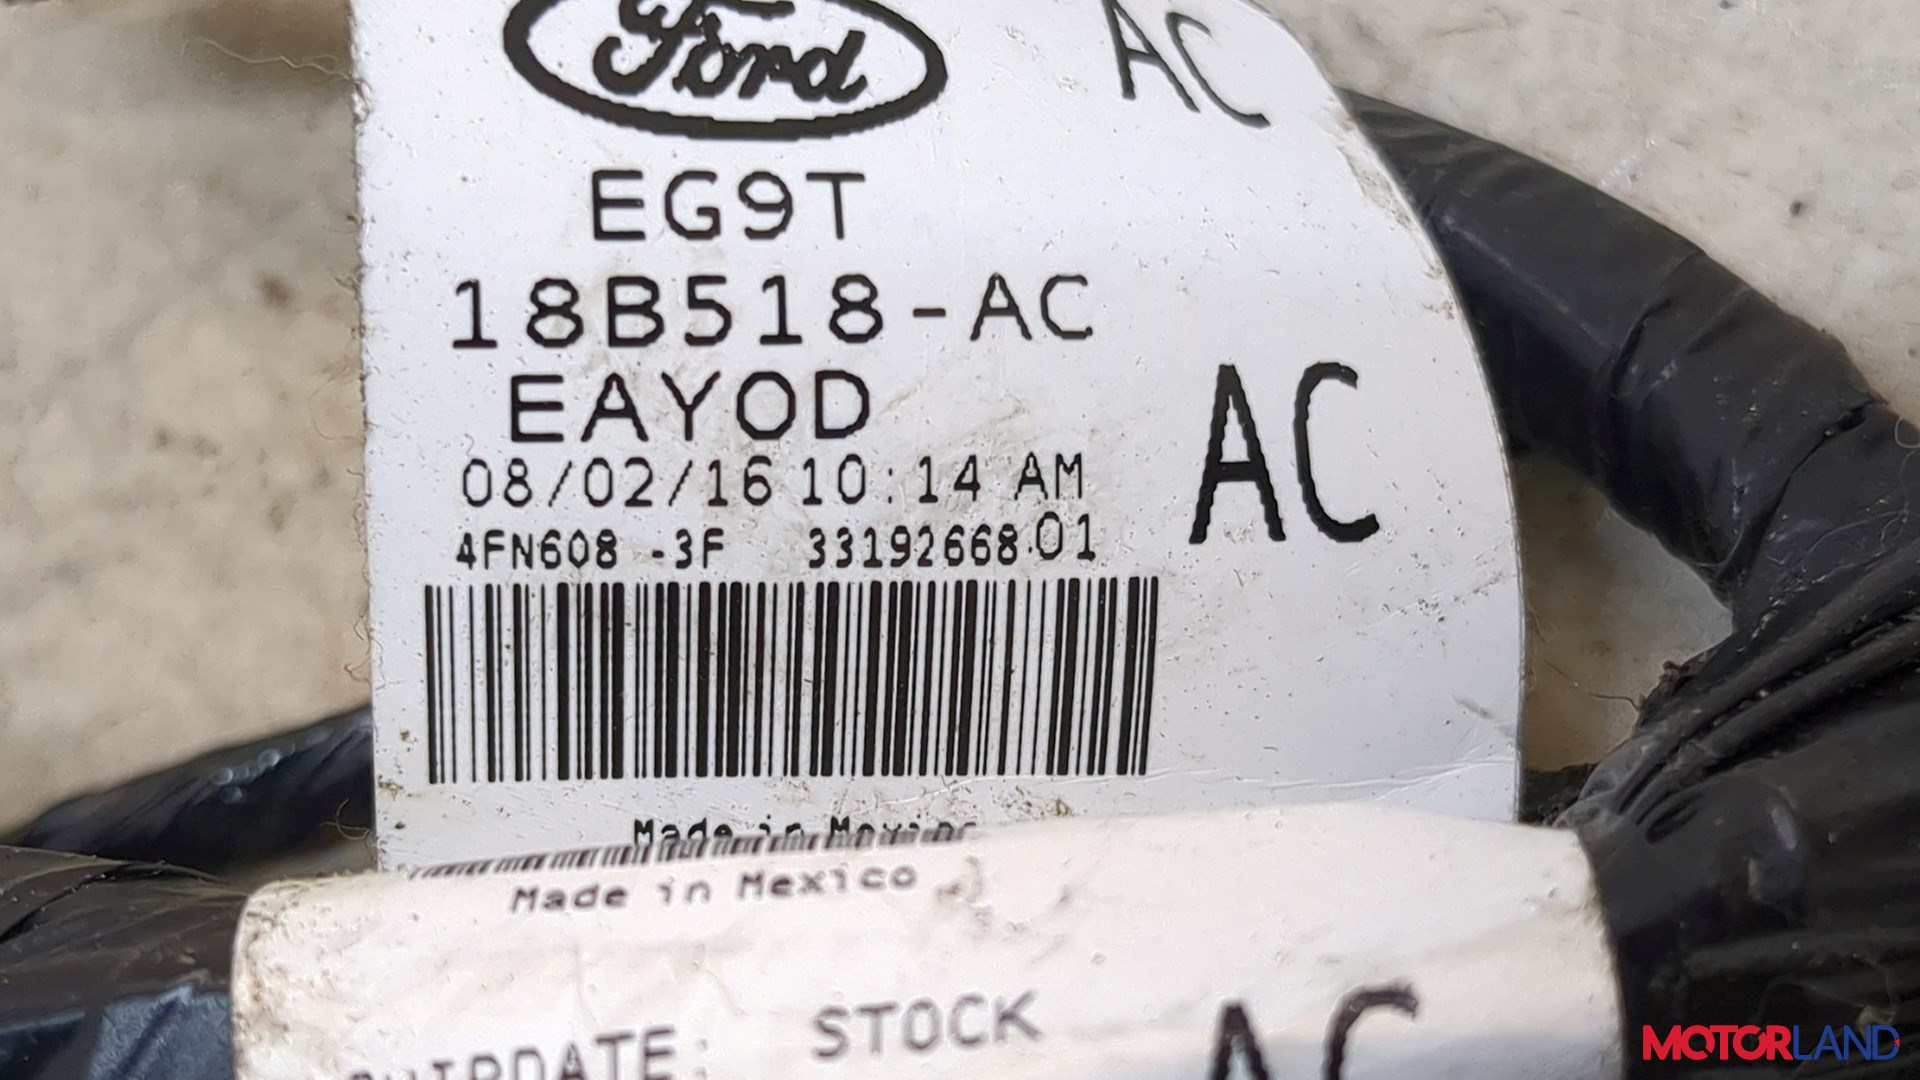 Ford
AC
EG9T
18B518-AC
EAYOD
AC
08/02/16 10:14 AM
4FN608 -3F 33192668 01
Made in Mexico
Made in Mexico
STOCK
AC
MOTORLAND